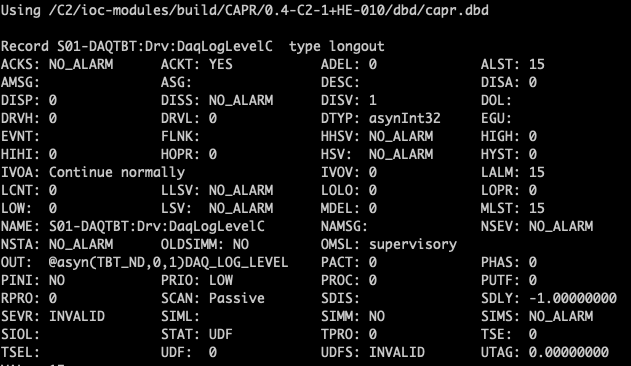 Using /C2/ioc-modules/build/CAPR/0.4-C2-1+HE-010/dbd/capr.dbd
Record S01-DAQTBT:Drv:DaqLogLevelC  type longout
ACKS: NO_ALARM      ACKT: YES           ADEL: 0             ALST: 15
AMSG:               ASG:                DESC:               DISA: 0
DISP: 0             DISS: NO_ALARM      DISV: 1             DOL:
DRVH: 0             DRVL: 0             DTYP: asynInt32     EGU:
EVNT:               FLNK:               HHSV: NO_ALARM      HIGH: 0
HIHI: 0             HOPR: 0             HSV:  NO_ALARM      HYST: 0
IVOA: Continue normally                 IVOV: 0             LALM: 15
LCNT: 0             LLSV: NO_ALARM      LOLO: 0             LOPR: 0
LOW:  0             LSV:  NO_ALARM      MDEL: 0             MLST: 15
NAME: S01-DAQTBT:Drv:DaqLogLevelC       NAMSG:              NSEV: NO_ALARM
NSTA: NO_ALARM      OLDSIMM: NO         OMSL: supervisory
OUT:  @asyn(TBT_ND,0,1)DAQ_LOG_LEVEL    PACT: 0             PHAS: 0
PINI: NO            PRIO: LOW           PROC: 0             PUTF: 0
RPRO: 0             SCAN: Passive       SDIS:               SDLY: -1.00000000
SEVR: INVALID       SIML:               SIMM: NO            SIMS: NO_ALARM
SIOL:               STAT: UDF           TPRO: 0             TSE:  0
TSEL:               UDF:  0             UDFS: INVALID       UTAG: 0.00000000